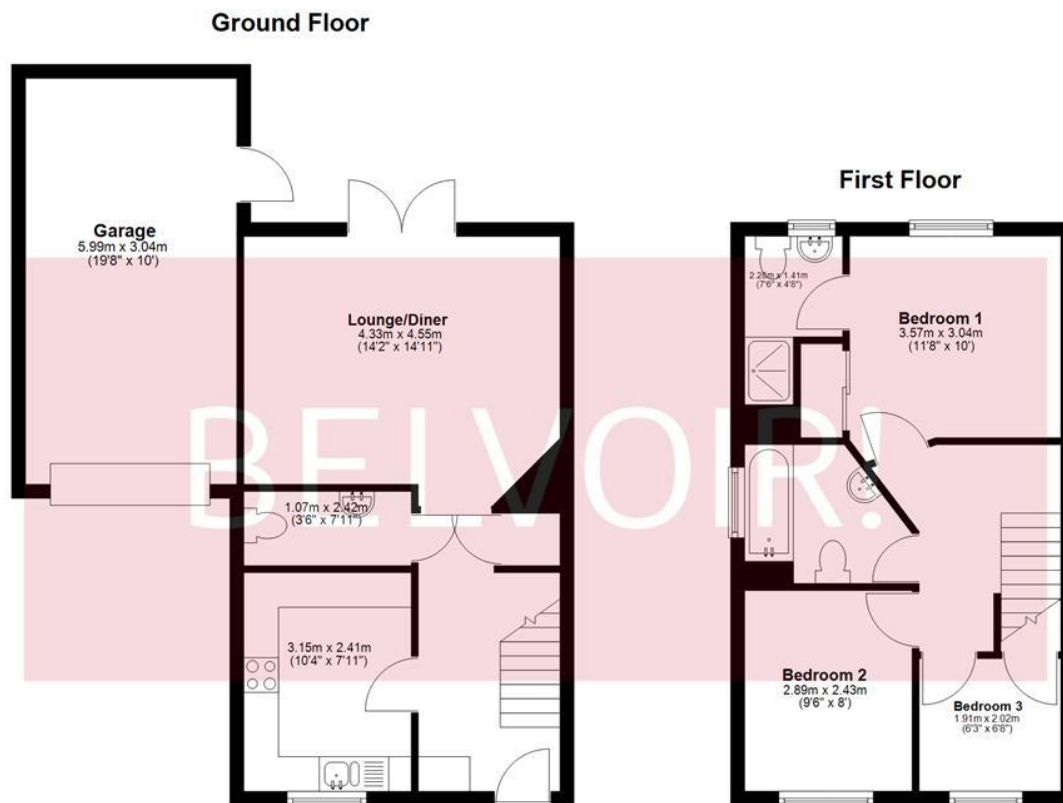 Ground Floor
Garage
5.99m x 3.04m
(19'8" x 10')
Lounge/Diner
4.33m x 4.55m
(14'2" x 14'11")
1.07m x 2.42m
(3'6" x 7'11")
3.15m x 2.41m
(10'4" x 7'11")
First Floor
2.28m x 1.41m
(7'6" x 4'8")
Bedroom 1
3.57m x 3.04m
(11'8" x 10')
Bedroom 2
2.89m x 2.43m
(9'6" x 8')
Bedroom 3
1.91m x 2.02m
(6'3" x 6'8")
BELVOIR!